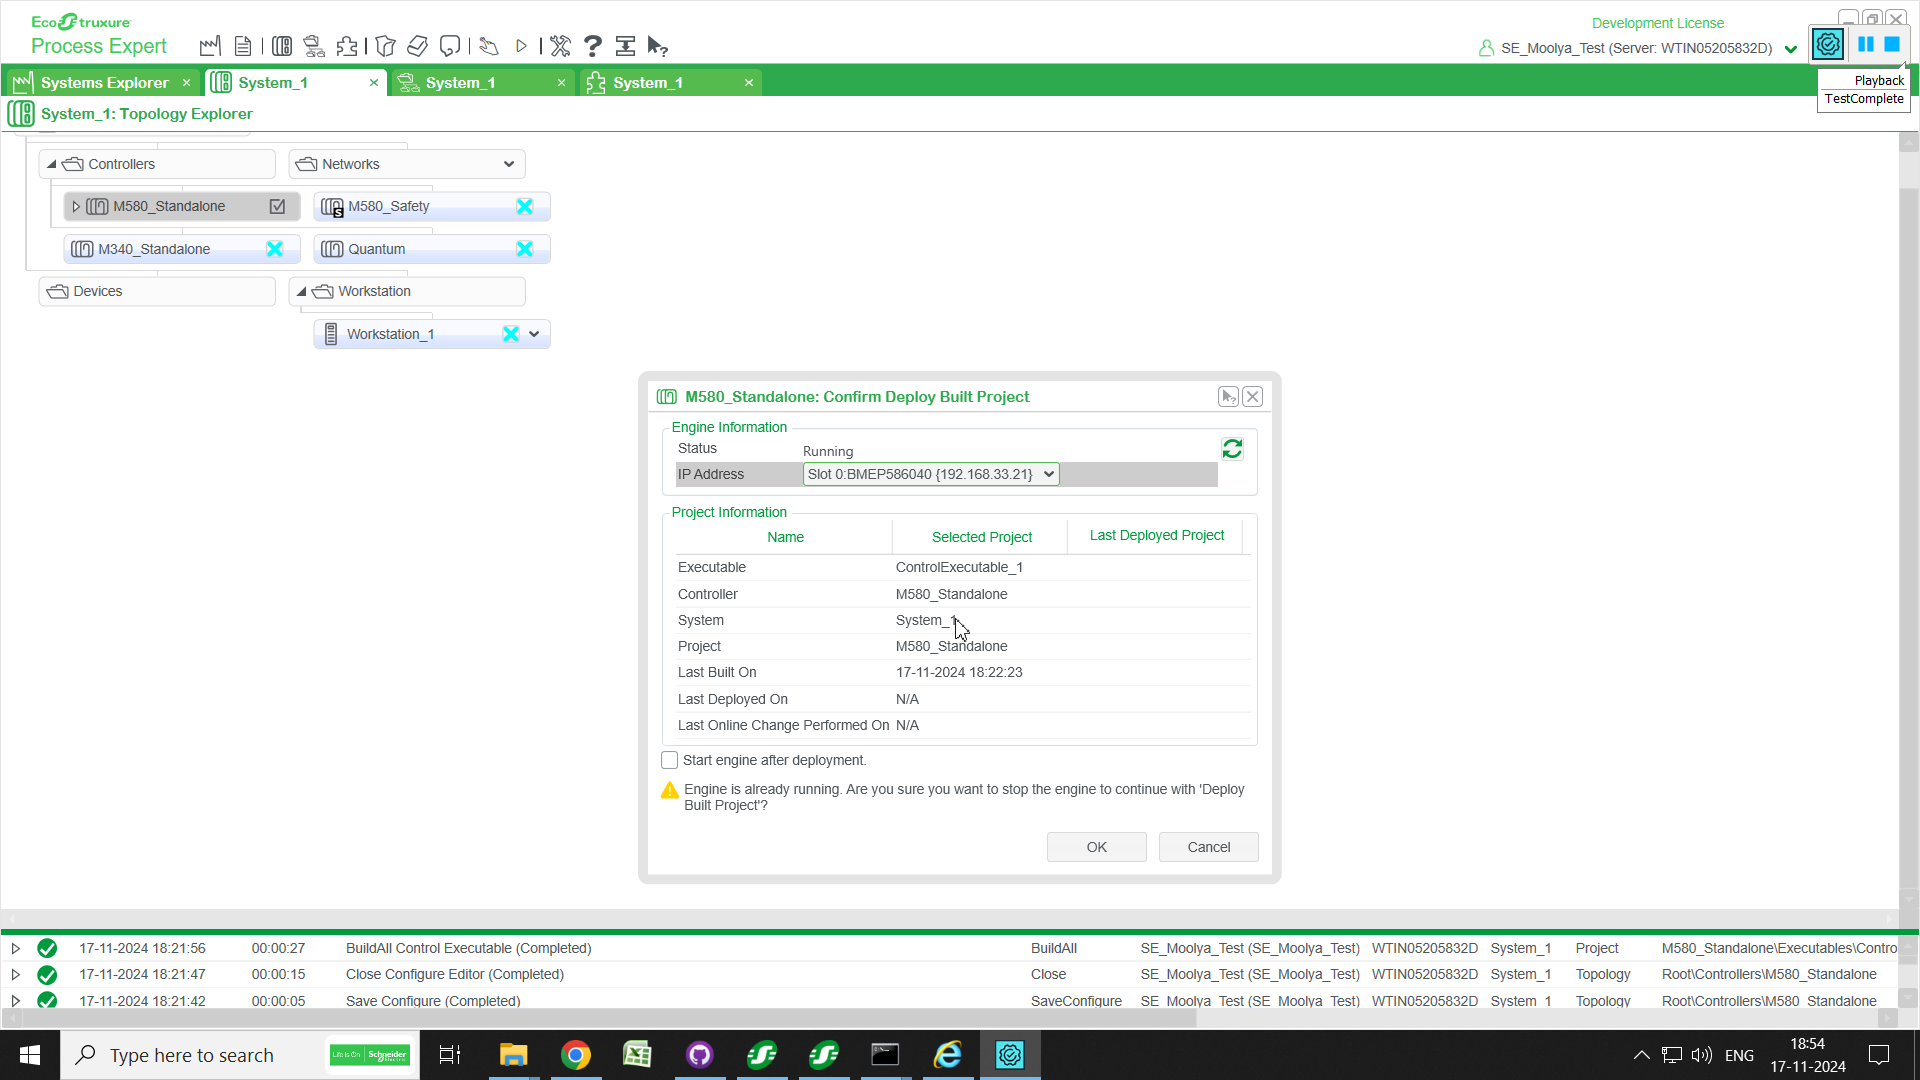 EcoStruxure
Process Expert
Development License
SE_Moolya_Test (Server: WTIN05205832D)
Playback
TestComplete
Systems Explorer
System_1
System_1
System_1
System_1: Topology Explorer
Controllers
Networks
M580_Standalone
M580_Safety
M340_Standalone
Quantum
Devices
Workstation
Workstation_1
M580_Standalone: Confirm Deploy Built Project
Engine Information
Status Running
IP Address Slot 0:BMEP586040 {192.168.33.21}
Project Information
Name Selected Project Last Deployed Project
Executable ControlExecutable_1
Controller M580_Standalone
System System_1
Project M580_Standalone
Last Built On 17-11-2024 18:22:23
Last Deployed On N/A
Last Online Change Performed On N/A
Start engine after deployment.
Engine is already running. Are you sure you want to stop the engine to continue with 'Deploy
Built Project'?
OK Cancel
17-11-2024 18:21:56 00:00:27 BuildAll Control Executable (Completed) BuildAll SE_Moolya_Test (SE_Moolya_Test) WTIN05205832D System_1 Project M580_Standalone\Executables\Contro
17-11-2024 18:21:47 00:00:15 Close Configure Editor (Completed) Close SE_Moolya_Test (SE_Moolya_Test) WTIN05205832D System_1 Topology Root\Controllers\M580_Standalone
17-11-2024 18:21:42 00:00:05 Save Configure (Completed) SaveConfigure SE_Moolya_Test (SE_Moolya_Test) WTIN05205832D System_1 Topology Root\Controllers\M580_Standalone
Type here to search
Life Is On Schneider
ENG
18:54
17-11-2024